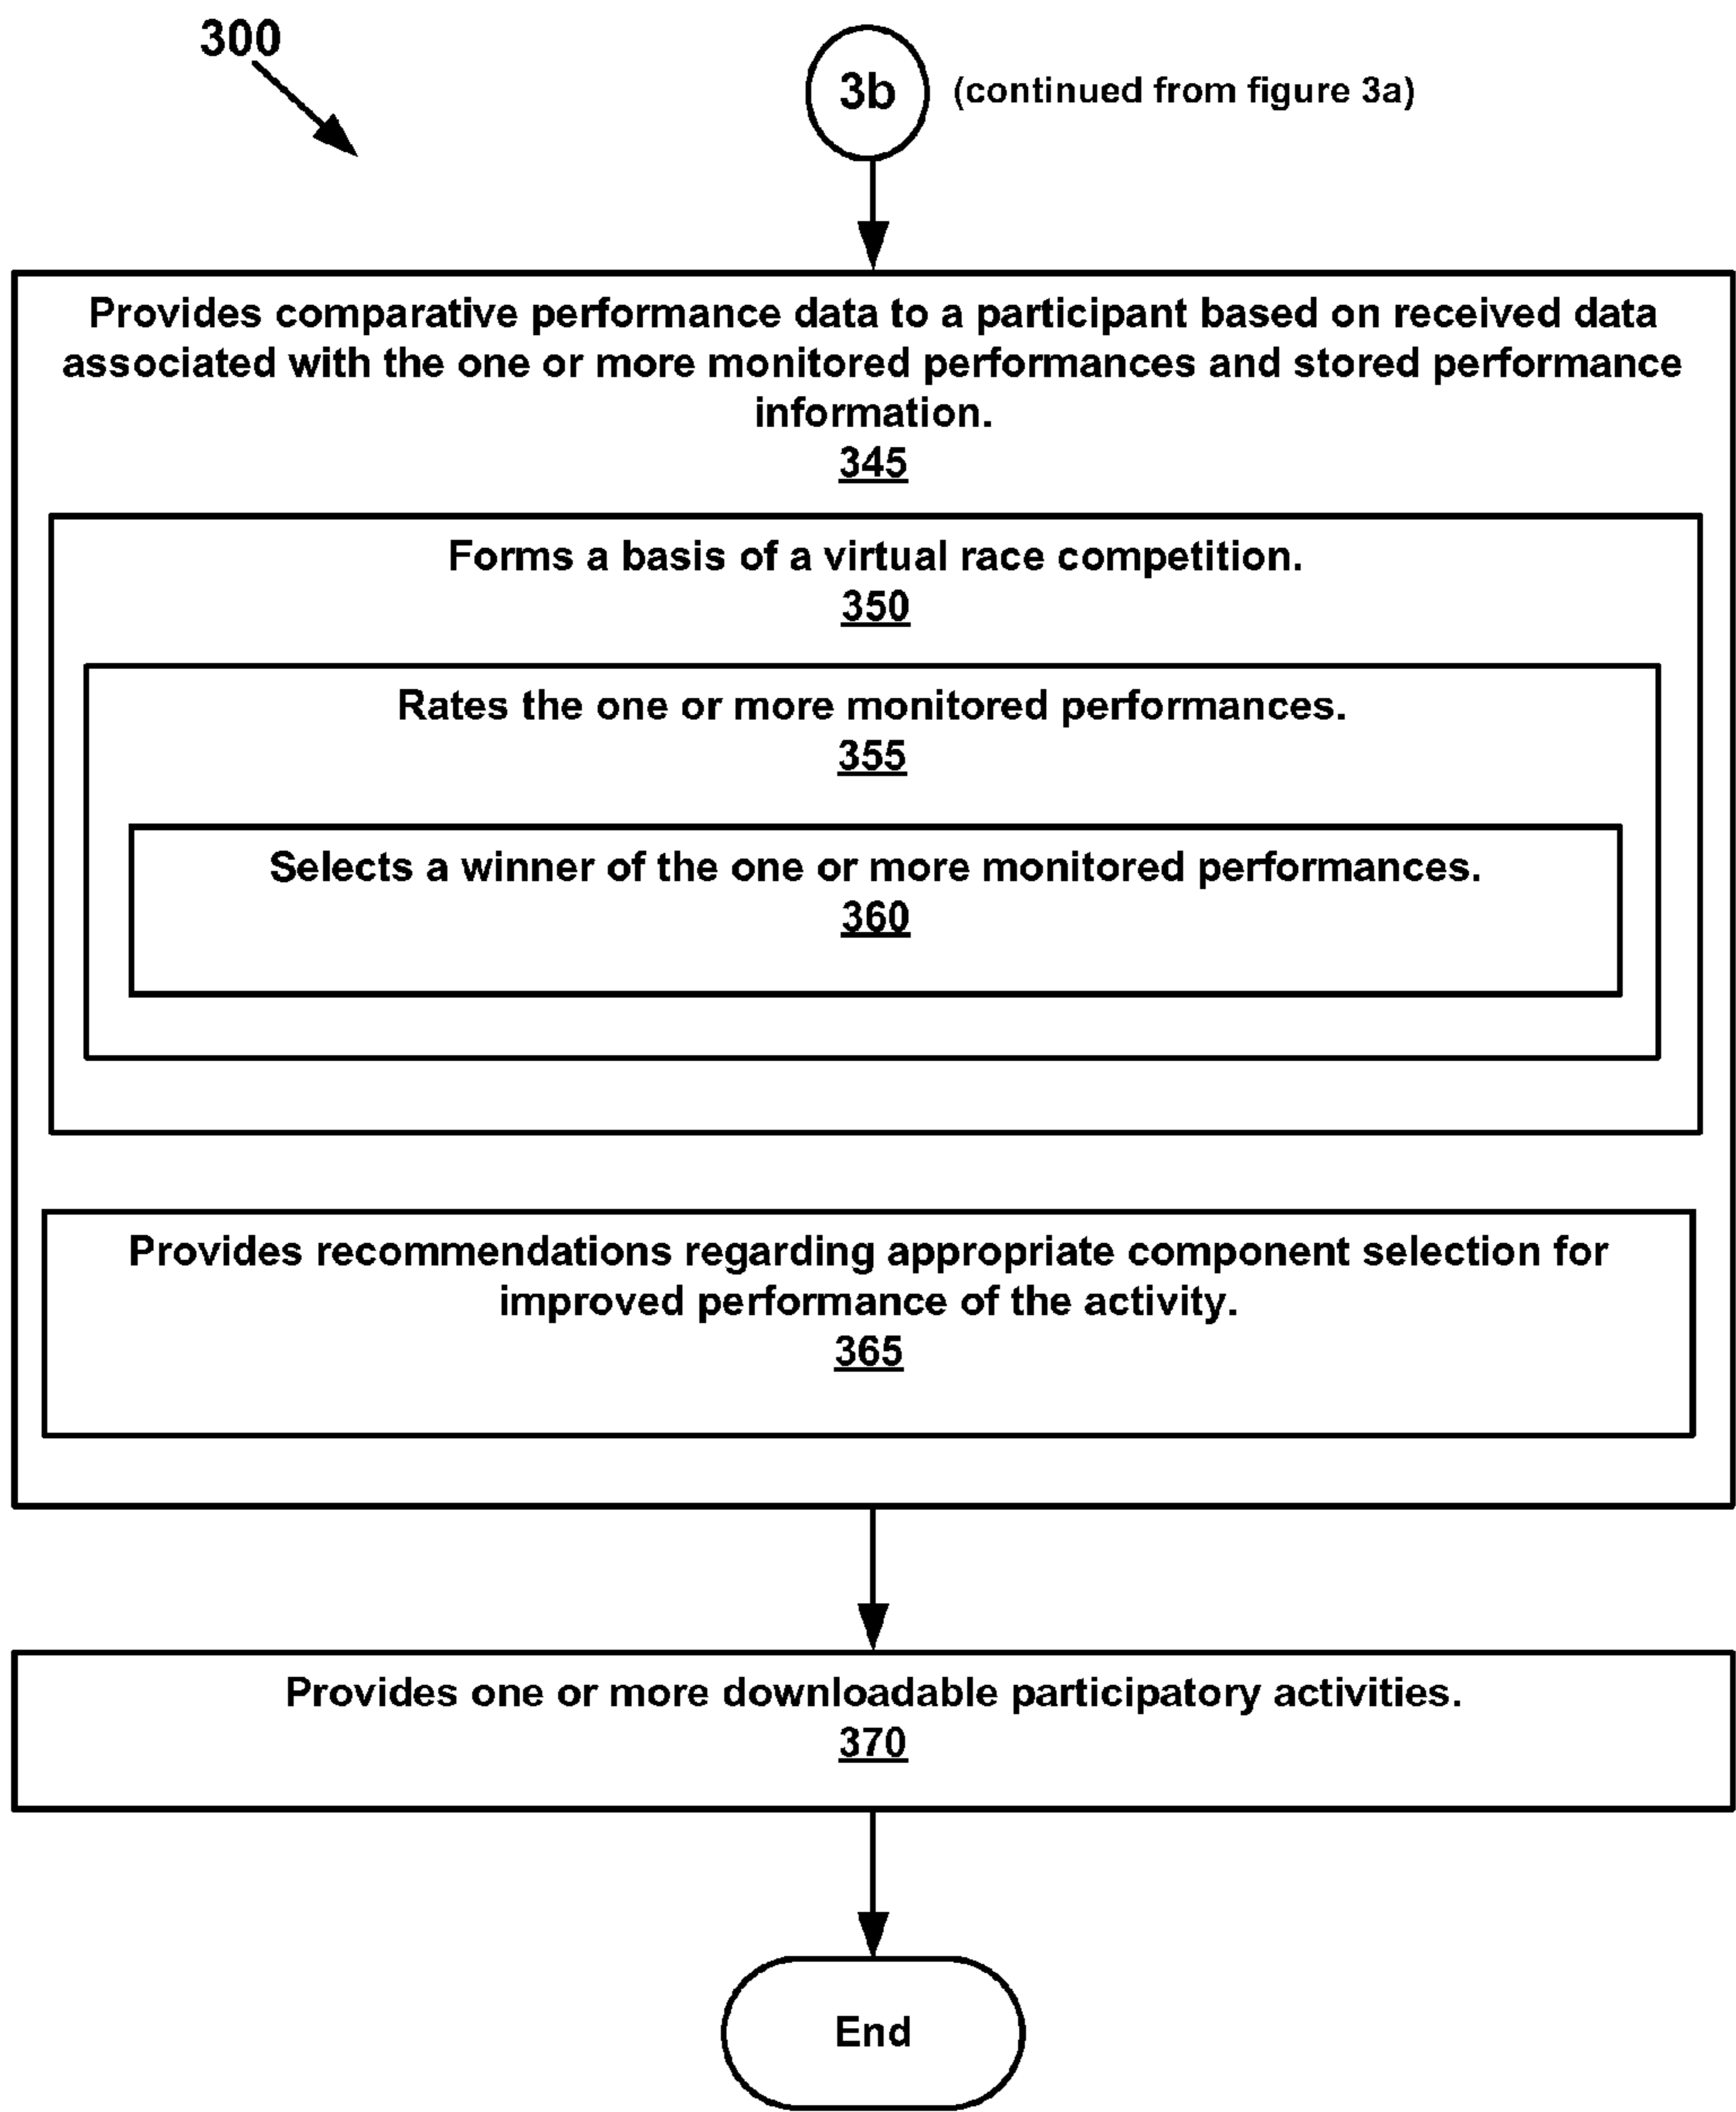 300
3b
(continued from figure 3a)
Provides comparative performance data to a participant based on received data
associated with the one or more monitored performances and stored performance
information.
345
Forms a basis of a virtual race competition.
350
Rates the one or more monitored performances.
355
Selects a winner of the one or more monitored performances.
360
Provides recommendations regarding appropriate component selection for
improved performance of the activity.
365
Provides one or more downloadable participatory activities.
370
End